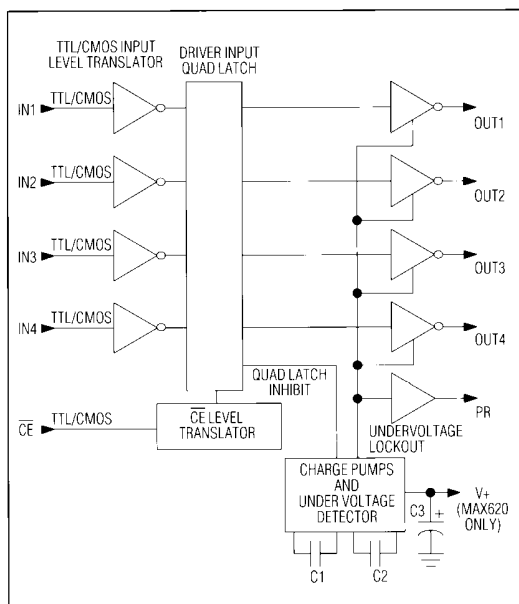 TTL/CMOS INPUT
LEVEL TRANSLATOR
DRIVER INPUT
QUAD LATCH
IN1
TTL/CMOS
OUT1
IN2
TTL/CMOS
OUT2
IN3
TTL/CMOS
OUT3
IN4
TTL/CMOS
OUT4
QUAD LATCH
INHIBIT
CE
TTL/CMOS
CE LEVEL
TRANSLATOR
PR
UNDERVOLTAGE
LOCKOUT
CHARGE PUMPS
AND
UNDER VOLTAGE
DETECTOR
V+
(MAX620
ONLY)
C3
+
C1
C2